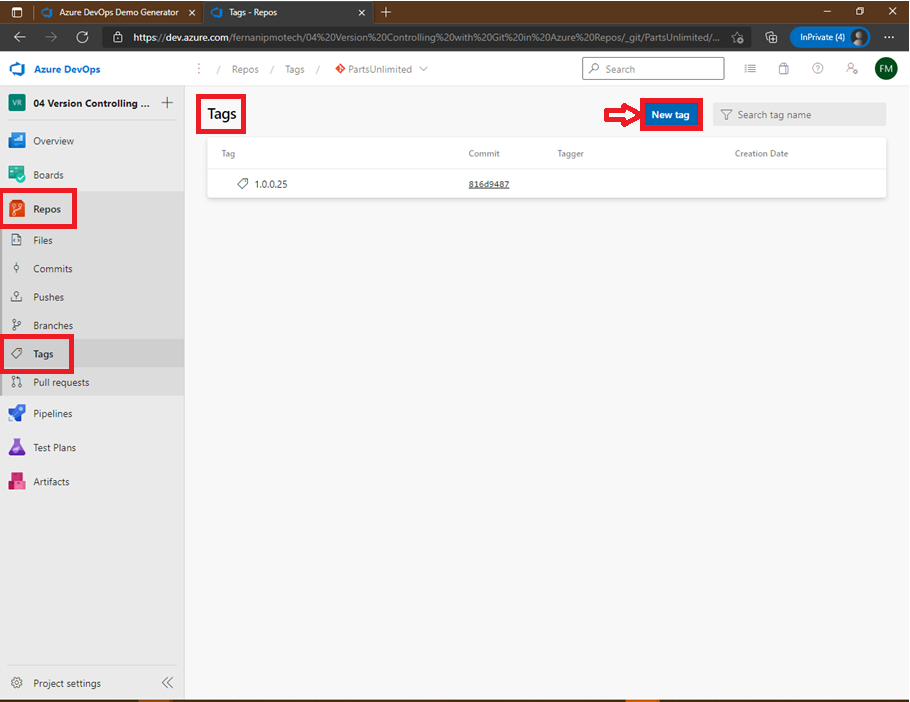 Azure DevOps Demo Generator
Tags - Repos
https://dev.azure.com/fernanipmotech/04%20Version%20Controlling%20with%20Git%20in%20Azure%20Repos/_git/PartsUnlimited/...
InPrivate (4)
Azure DevOps
/ Repos / Tags / PartsUnlimited
Search
FM
VR 04 Version Controlling ...
Overview
Boards
Repos
Files
Commits
Pushes
Branches
Tags
Pull requests
Pipelines
Test Plans
Artifacts
Project settings
Tags
New tag
Search tag name
Tag Commit Tagger Creation Date
1.0.0.25 816d9487